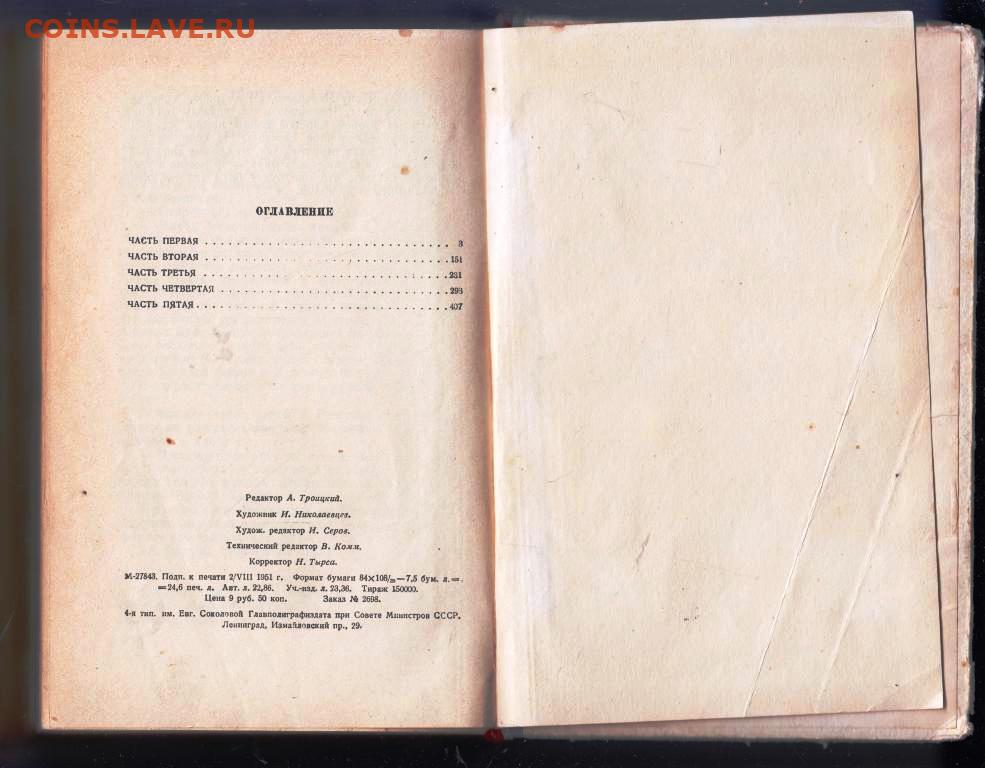 COINS.LAVE.RU
ОГЛАВЛЕНИЕ
ЧАСТЬ ПЕРВАЯ . . . . . . . . . . . . . . . . . . . . . . . . . . . . . . 3
ЧАСТЬ ВТОРАЯ . . . . . . . . . . . . . . . . . . . . . . . . . . . . . . 151
ЧАСТЬ ТРЕТЬЯ . . . . . . . . . . . . . . . . . . . . . . . . . . . . . . 231
ЧАСТЬ ЧЕТВЕРТАЯ . . . . . . . . . . . . . . . . . . . . . . . . . . . . 293
ЧАСТЬ ПЯТАЯ . . . . . . . . . . . . . . . . . . . . . . . . . . . . . . . 407
Редактор А. Троицкий.
Художник И. Николаевцев.
Худож. редактор И. Серов.
Технический редактор В. Комм.
Корректор Н. Тырса.
М-27843. Подп. к печати 2/VIII 1951 г. Формат бумаги 84×108/₃₂—7,5 бум. л.=
=24,6 печ. л. Авт. л. 22,86. Уч.-изд. л. 23,36. Тираж 150000.
Цена 9 руб. 50 коп. Заказ № 2698.
4-я тип. им. Евг. Соколовой Главполиграфиздата при Совете Министров СССР.
Ленинград, Измайловский пр., 29.